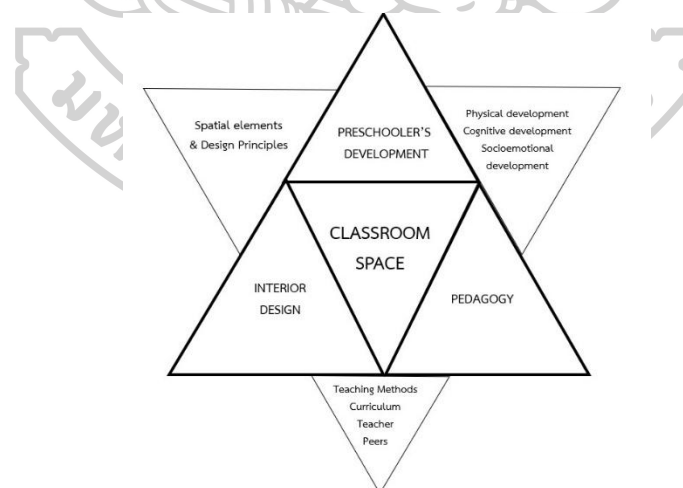 Spatial elements
& Design Principles
PRESCHOOLER'S
DEVELOPMENT
Physical development
Cognitive development
Socioemotional
development
CLASSROOM
SPACE
INTERIOR
DESIGN
PEDAGOGY
Teaching Methods
Curriculum
Teacher
Peers